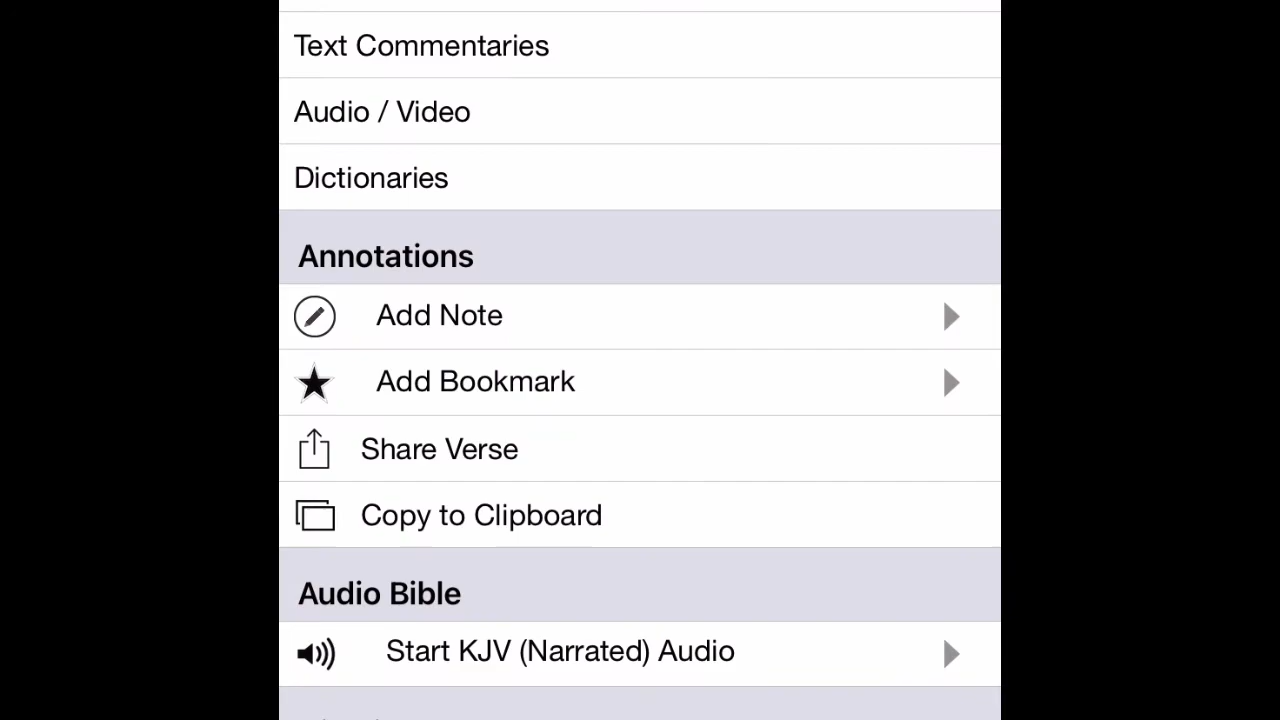 Text Commentaries
Audio / Video
Dictionaries
Annotations
Add Note
Add Bookmark
Share Verse
Copy to Clipboard
Audio Bible
Start KJV (Narrated) Audio